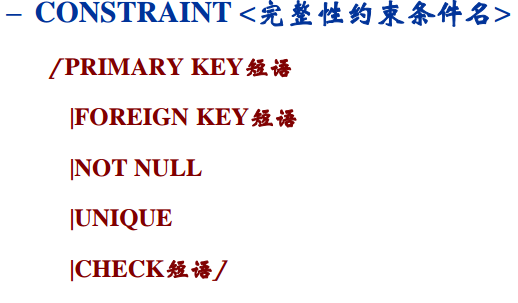 – CONSTRAINT <完整性约束条件名>
/PRIMARY KEY短语
|FOREIGN KEY短语
|NOT NULL
|UNIQUE
|CHECK短语/